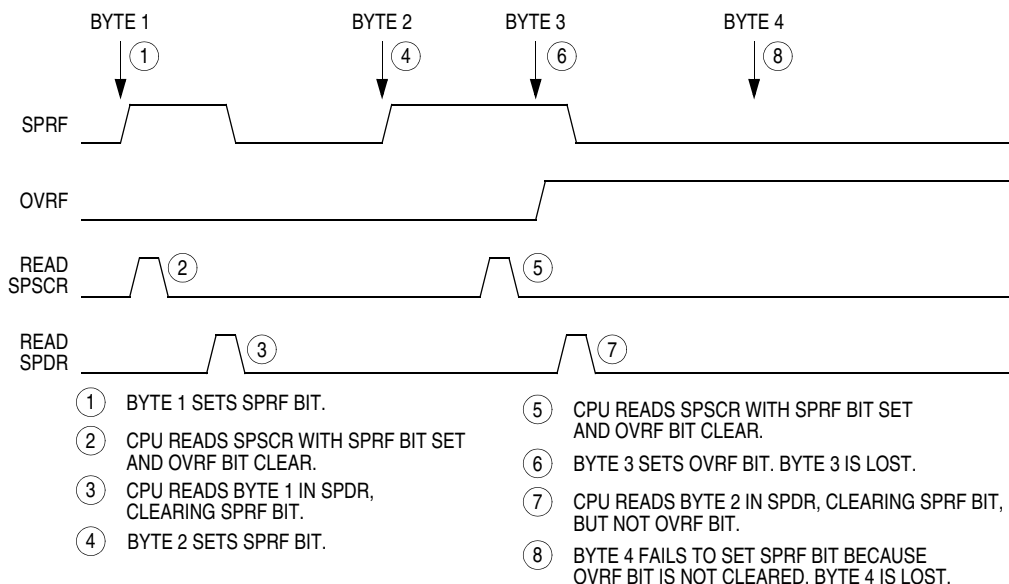 BYTE 1 BYTE 2 BYTE 3 BYTE 4
1 4 6 8
SPRF
OVRF
READ
SPSCR
2 5
READ
SPDR
3 7
1 BYTE 1 SETS SPRF BIT.
2 CPU READS SPSCR WITH SPRF BIT SET
AND OVRF BIT CLEAR.
3 CPU READS BYTE 1 IN SPDR,
CLEARING SPRF BIT.
4 BYTE 2 SETS SPRF BIT.
5 CPU READS SPSCR WITH SPRF BIT SET
AND OVRF BIT CLEAR.
6 BYTE 3 SETS OVRF BIT. BYTE 3 IS LOST.
7 CPU READS BYTE 2 IN SPDR, CLEARING SPRF BIT,
BUT NOT OVRF BIT.
8 BYTE 4 FAILS TO SET SPRF BIT BECAUSE
OVRF BIT IS NOT CLEARED. BYTE 4 IS LOST.